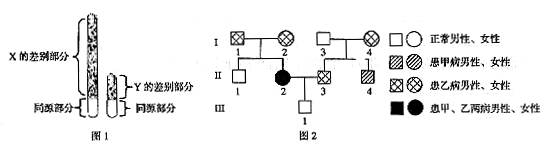 X的差别部分
Y的差别部分
同源部分
同源部分
图1
I
1
2
3
4
II
1
2
3
4
III
1
图2
正常男性、女性
患甲病男性、女性
患乙病男性、女性
患甲、乙两病男性、女性